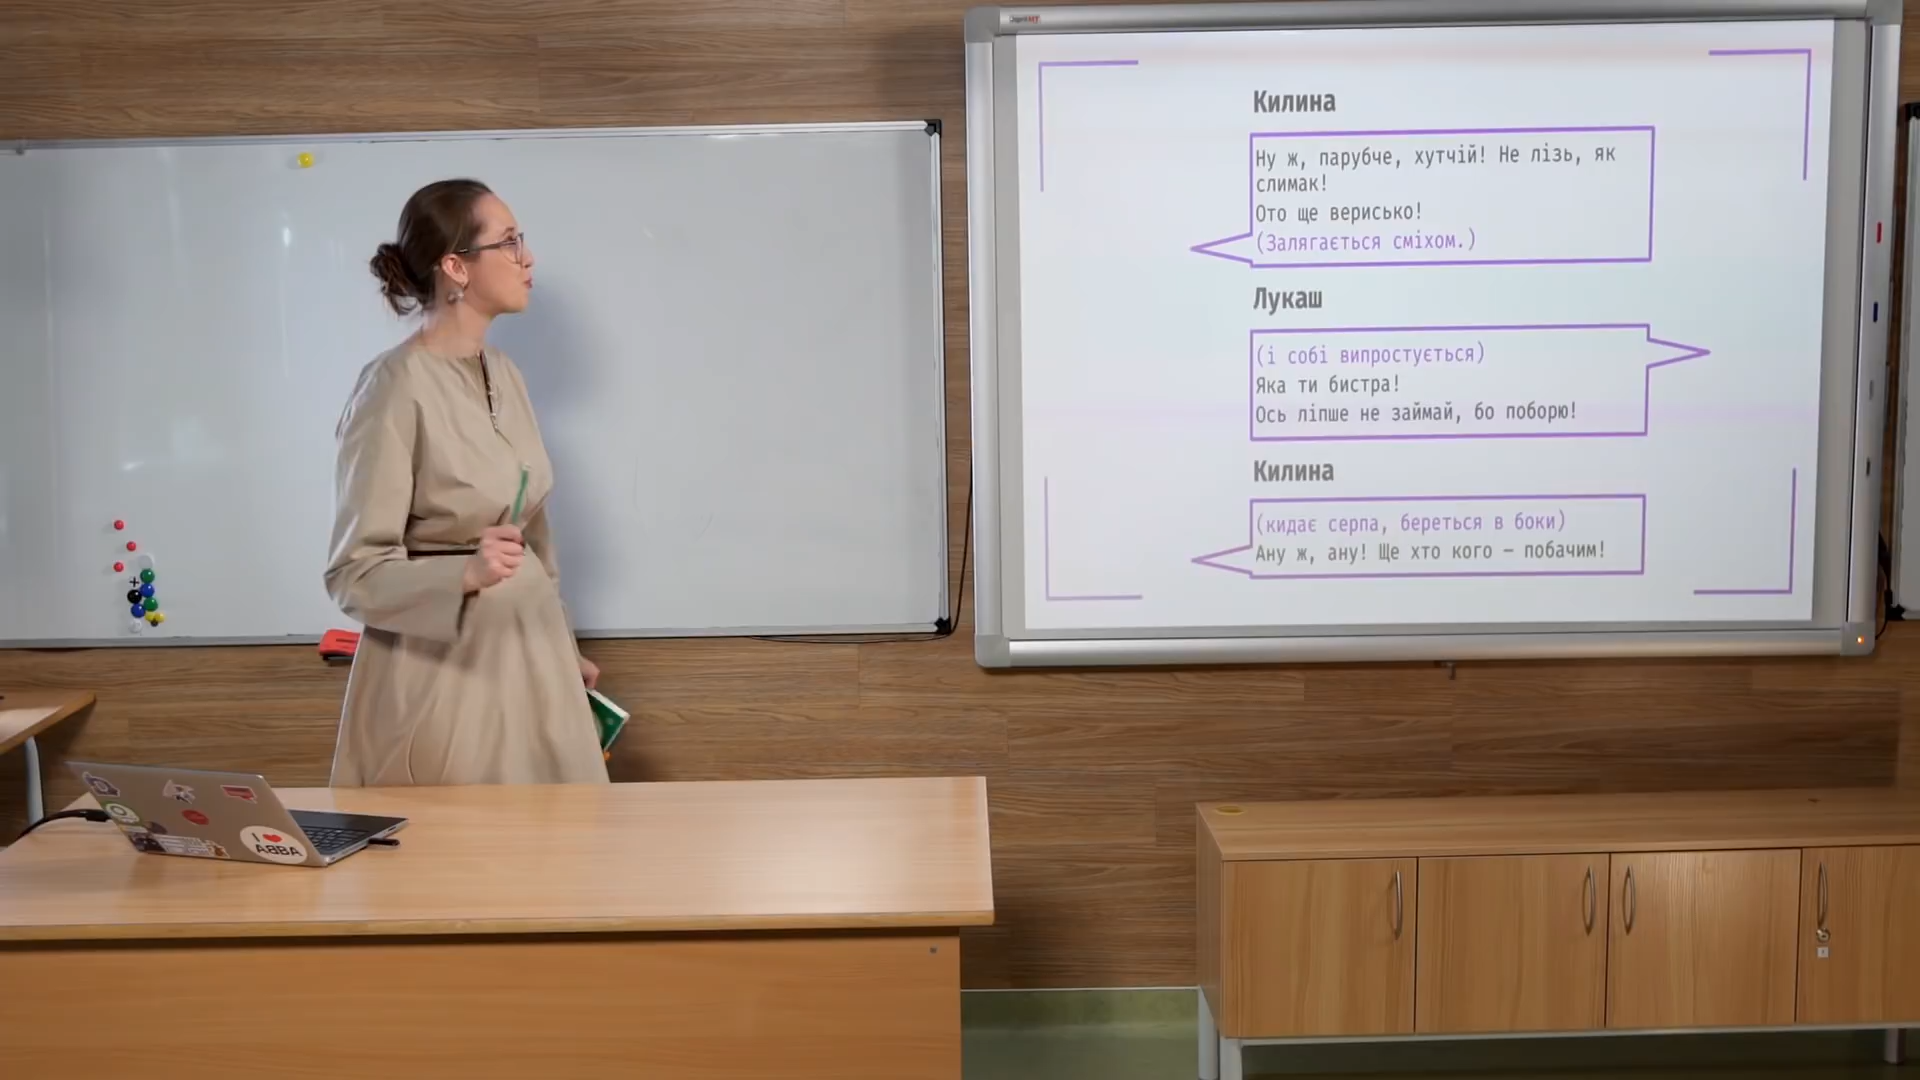 Килина
Ну ж, парубче, хутчій! Не лізь, як
слимак!
Ото ще верисько!
(Залягається сміхом.)
Лукаш
(і собі випростується)
Яка ти бистра!
Ось ліпше не займай, бо поборю!
Килина
(кидає серпа, береться в боки)
Ану ж, ану! Ще хто кого – побачим!
I ❤ ABBA